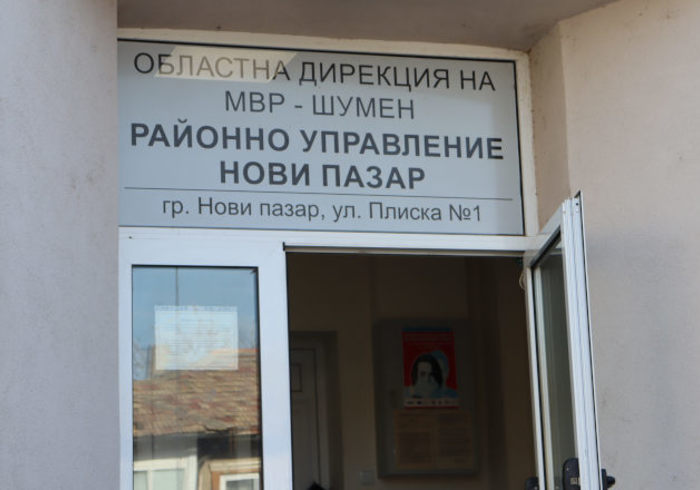 ОБЛАСТНА ДИРЕКЦИЯ НА
МВР - ШУМЕН
РАЙОННО УПРАВЛЕНИЕ
НОВИ ПАЗАР
гр. Нови пазар, ул. Плиска №1